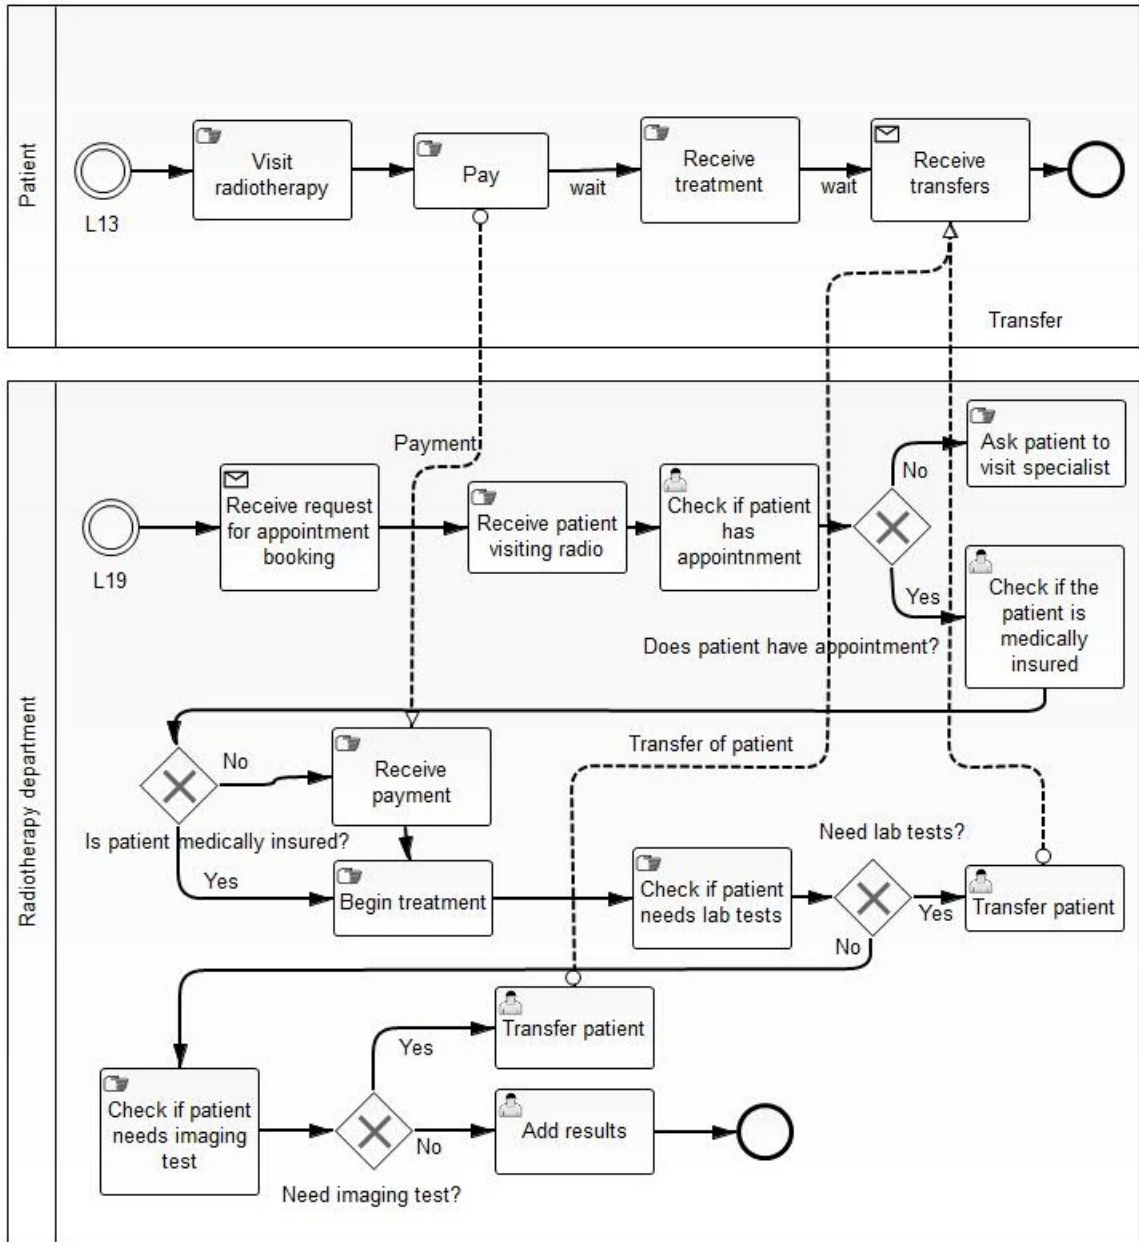 Patient
L13
Visit
radiotherapy
Pay
wait
Receive
treatment
wait
Receive
transfers
Transfer
Radiotherapy department
Payment
L19
Receive request
for appointment
booking
Receive patient
visiting radio
Check if patient
has
appointnment
No
Ask patient to
visit specialist
Yes
Does patient have appointment?
Check if the
patient is
medically
insured
No
Is patient medically insured?
Yes
Receive
payment
Transfer of patient
Begin treatment
Check if patient
needs lab tests
Need lab tests?
Yes
No
Transfer patient
Check if patient
needs imaging
test
Yes
Transfer patient
No
Need imaging test?
Add results